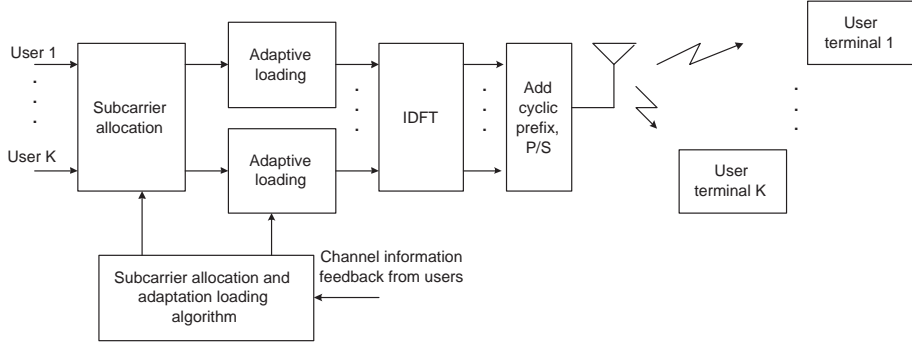 User 1
User K
Subcarrier
allocation
Adaptive
loading
Adaptive
loading
IDFT
Add
cyclic
prefix,
P/S
User
terminal 1
User
terminal K
Subcarrier allocation and
adaptation loading
algorithm
Channel information
feedback from users